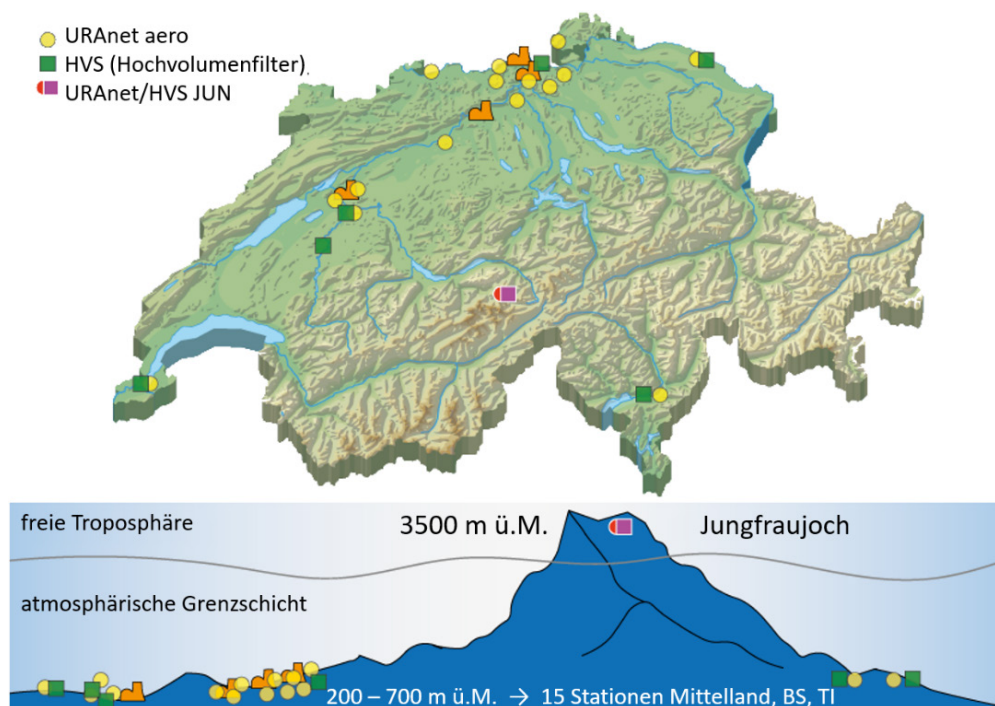 URAnet aero
HVS (Hochvolumenfilter)
URAnet/HVS JUN
freie Troposphäre
3500 m ü.M.
Jungfraujoch
atmosphärische Grenzschicht
200 – 700 m ü.M. → 15 Stationen Mittelland, BS, TI